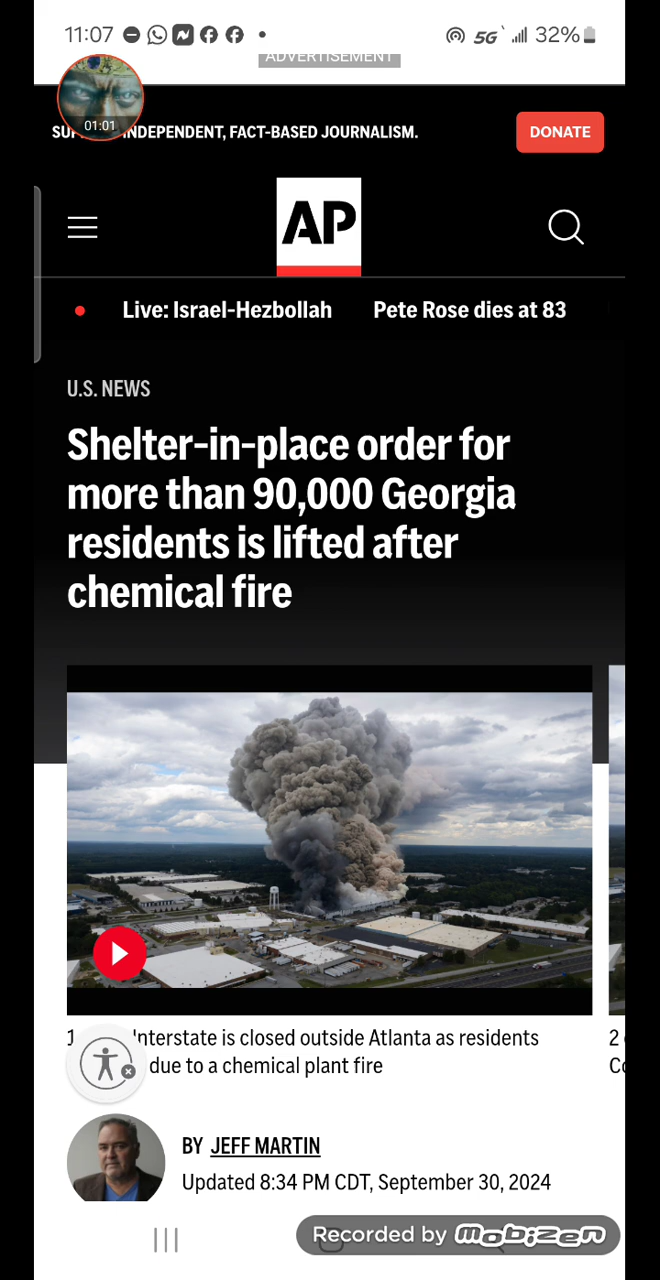 11:07
5G
32%
ADVERTISEMENT
01:01
INDEPENDENT, FACT-BASED JOURNALISM.
DONATE
AP
Live: Israel-Hezbollah
Pete Rose dies at 83
U.S. NEWS
Shelter-in-place order for
more than 90,000 Georgia
residents is lifted after
chemical fire
Interstate is closed outside Atlanta as residents
due to a chemical plant fire
2
BY JEFF MARTIN
Updated 8:34 PM CDT, September 30, 2024
Recorded by mobizen